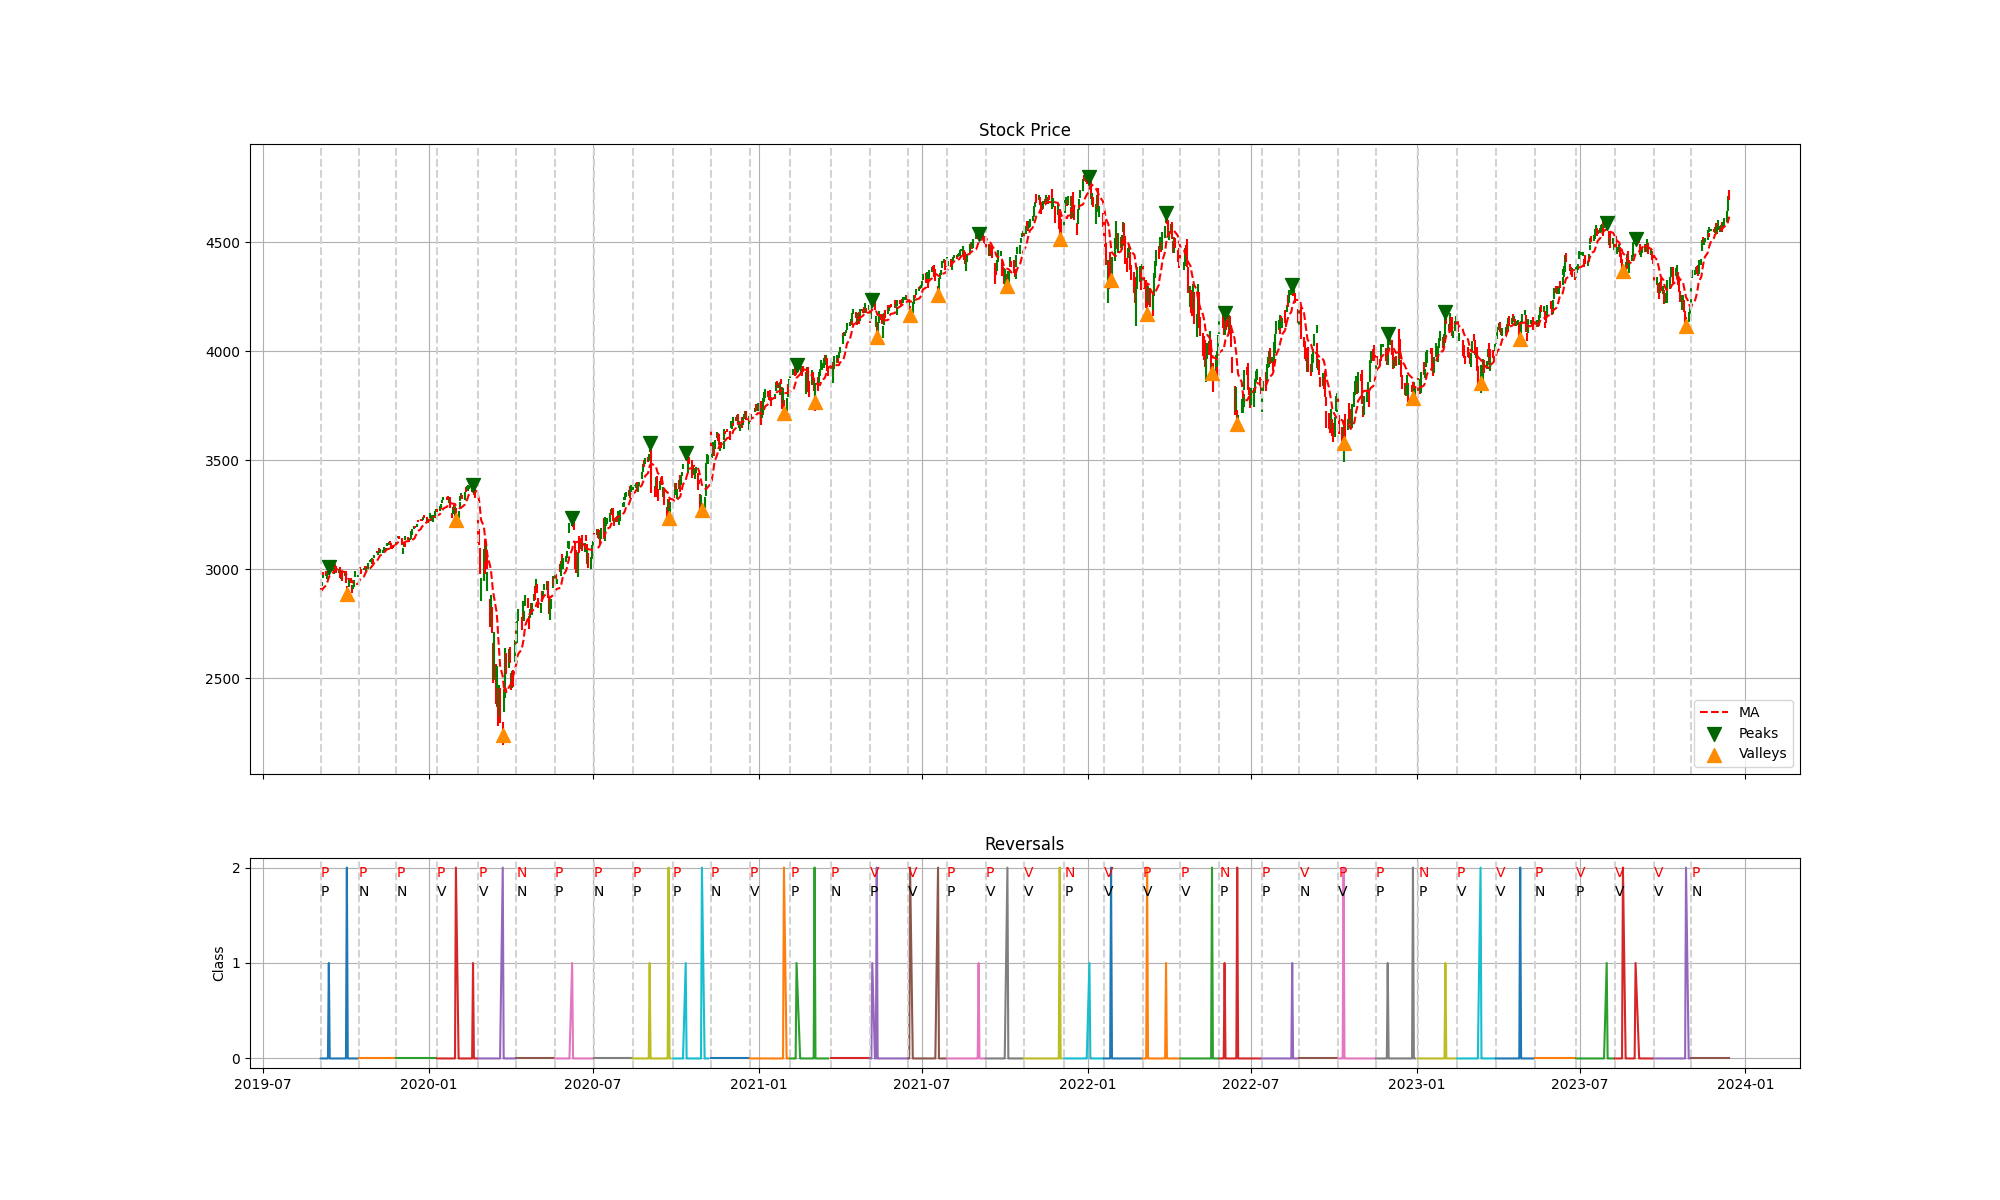 Stock Price
4500
4000
3500
3000
2500
MA
Peaks
Valleys
Reversals
2
1
0
Class
P P P P P N P P P P P P P P V V P P V N V P P N P V P P N P V P V V V P
P N N V V N P N P P N V P N P V P V V P V V V P P N V P P V V N P V V N
2019-07 2020-01 2020-07 2021-01 2021-07 2022-01 2022-07 2023-01 2023-07 2024-01